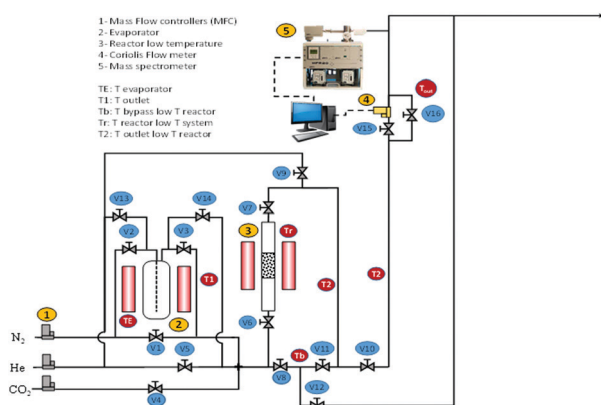 1- Mass Flow controllers (MFC)
2- Evaporator
3- Reactor low temperature
4- Coriolis Flow meter
5- Mass spectrometer
TE: T evaporator
T1: T outlet
Tb: T bypass low T reactor
Tr: T reactor low T system
T2: T outlet low T reactor
5
4
Tout
V15
V16
V9
V13
V14
V7
V2
V3
3
Tr
T1
T2
T2
TE
2
1
V6
N2
V1
V5
Tb
V11
V10
He
V8
V12
CO2
V4